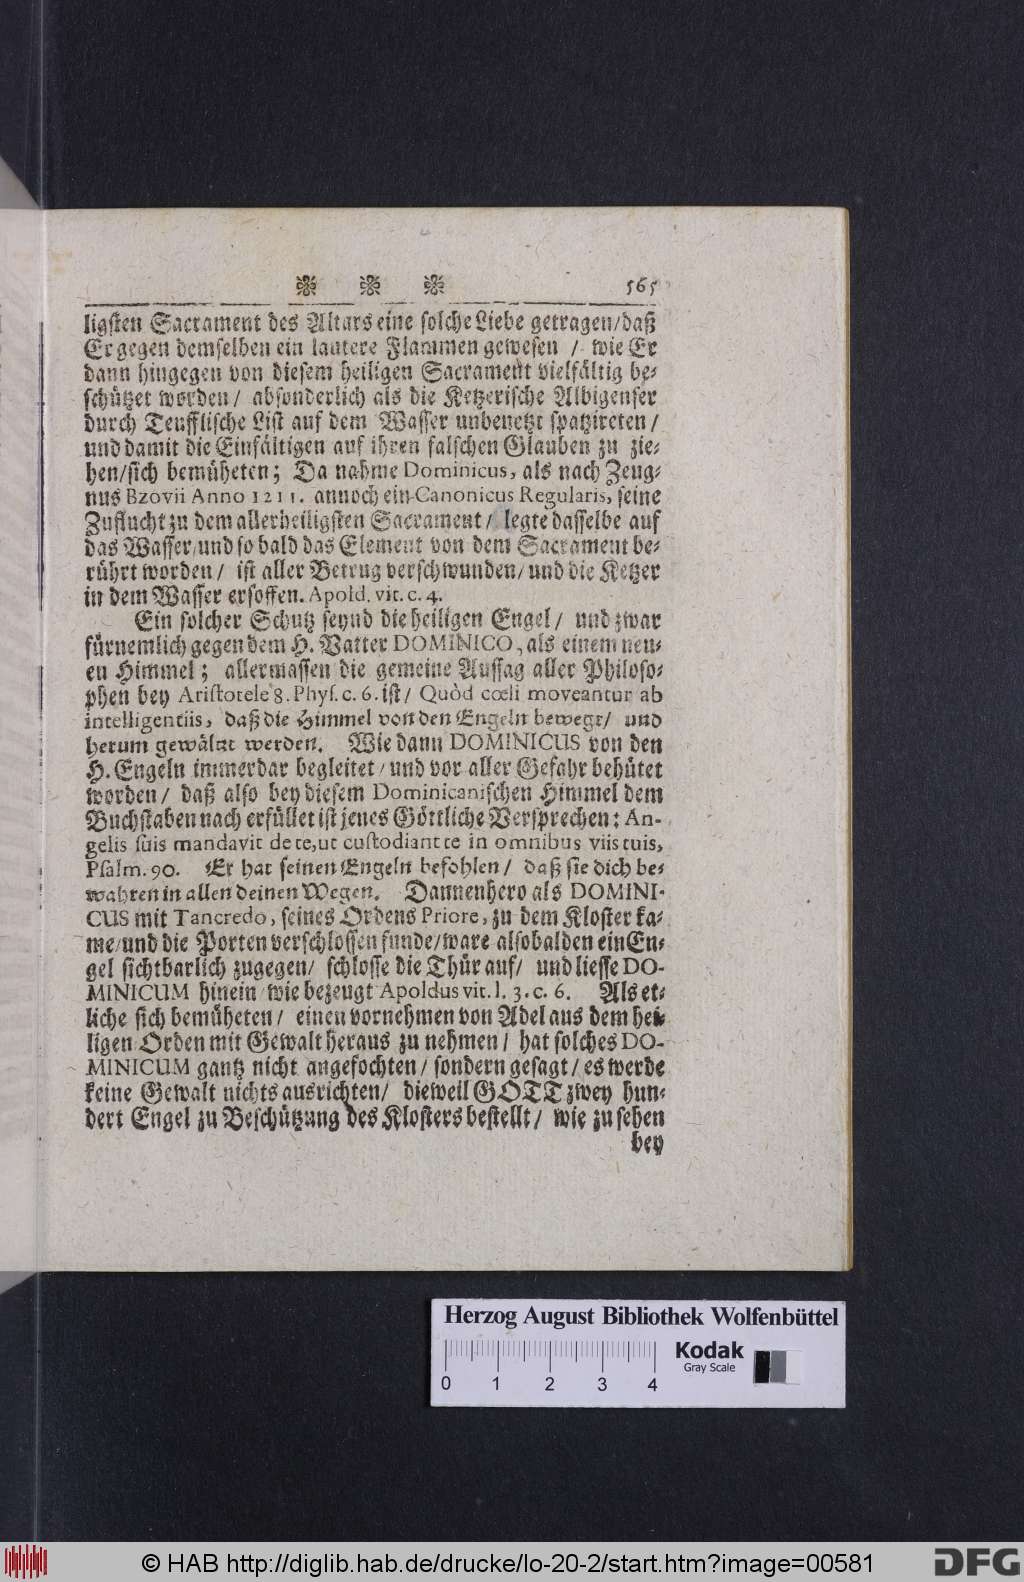 565
ligsten Sacrament des Altars eine solche Liebe getragen/daß
Er gegen demselben ein lautere Flammen gewesen / wie Er
dann hingegen von diesem heiligen Sacrament vielfältig be-
schützet worden/ absonderlich als die Ketzerische Albigenser
durch Teufflische List auf dem Wasser unbenetzt spatzireten /
und damit die Einfältigen auf ihren falschen Glauben zu zie-
hen/sich bemüheten; Da nahme Dominicus, als nach Zeug-
nus Bzovii Anno 1211. annoch ein Canonicus Regularis, seine
Zuflucht zu dem allerheiligsten Sacrament/ legte dasselbe auf
das Wasser/und so bald das Element von dem Sacrament be-
rührt worden/ ist aller Betrug verschwunden/ und die Ketzer
in dem Wasser ersoffen. Apold. vit. c. 4.
Ein solcher Schutz seynd die heiligen Engel/ und zwar
fürnemlich gegen dem H. Vatter DOMINICO, als einem neu-
en Himmel; allermassen die gemeine Aussag aller Philoso-
phen bey Aristotele 8. Phys. c. 6. ist/ Quòd cœli moveantur ab
intelligentiis, daß die Himmel von den Engeln bewegt/ und
herum gewältzt werden. Wie dann DOMINICUS von den
H. Engeln immerdar begleitet/ und vor aller Gefahr behütet
worden/ daß also bey diesem Dominicanischen Himmel dem
Buchstaben nach erfüllet ist jenes Göttliche Versprechen: An-
gelis suis mandavit de te, ut custodiant te in omnibus viis tuis,
Psalm. 90. Er hat seinen Engeln befohlen/ daß sie dich be-
wahren in allen deinen Wegen. Dannenhero als DOMINI-
CUS mit Tancredo, seines Ordens Priore, zu dem Kloster ka-
me/und die Porten verschlossen funde/ware alsobalden ein En-
gel sichtbarlich zugegen/ schlosse die Thür auf/ und liesse DO-
MINICUM hinein/ wie bezeugt Apoldus vit. l. 3. c. 6. Als et-
liche sich bemüheten/ einen vornehmen von Adel aus dem hei-
ligen Orden mit Gewalt heraus zu nehmen/ hat solches DO-
MINICUM gantz nicht angefochten/ sondern gesagt/ es werde
keine Gewalt nichts ausrichten/ dieweil GOTT zwey hun-
dert Engel zu Beschützung des Klosters bestellt/ wie zu sehen
bey
Herzog August Bibliothek Wolfenbüttel
Kodak
Gray Scale
0 1 2 3 4
© HAB http://diglib.hab.de/drucke/lo-20-2/start.htm?image=00581
DFG